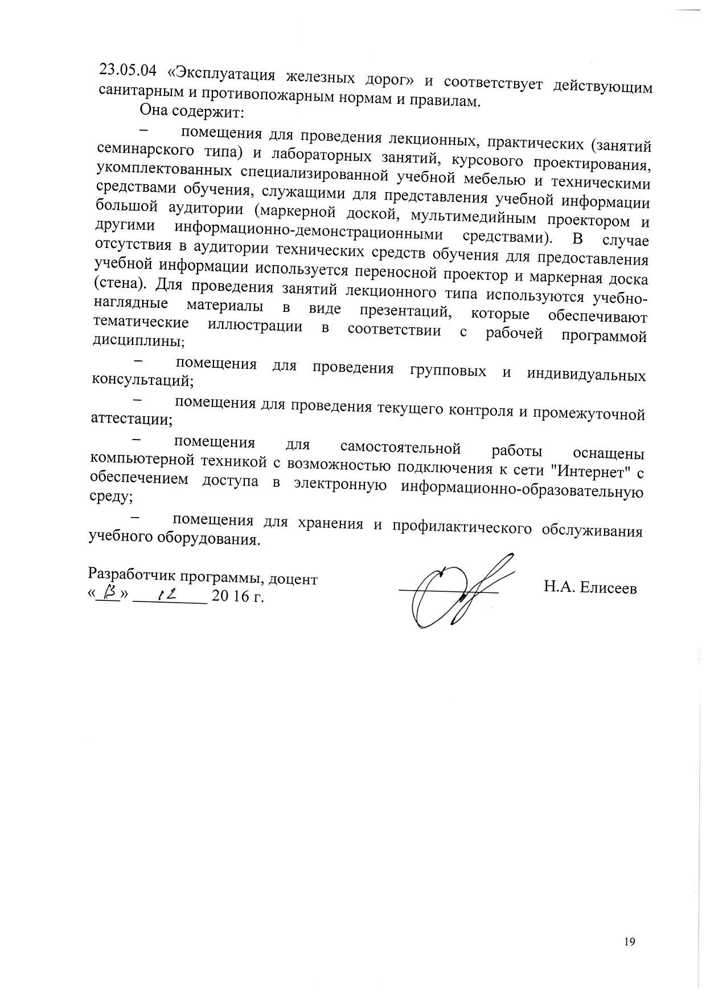 23.05.04 «Эксплуатация железных дорог» и соответствует действующим
санитарным и противопожарным нормам и правилам.
Она содержит:
– помещения для проведения лекционных, практических (занятий
семинарского типа) и лабораторных занятий, курсового проектирования,
укомплектованных специализированной учебной мебелью и техническими
средствами обучения, служащими для представления учебной информации
большой аудитории (маркерной доской, мультимедийным проектором и
другими информационно-демонстрационными средствами). В случае
отсутствия в аудитории технических средств обучения для предоставления
учебной информации используется переносной проектор и маркерная доска
(стена). Для проведения занятий лекционного типа используются учебно-
наглядные материалы в виде презентаций, которые обеспечивают
тематические иллюстрации в соответствии с рабочей программой
дисциплины;
– помещения для проведения групповых и индивидуальных
консультаций;
– помещения для проведения текущего контроля и промежуточной
аттестации;
– помещения для самостоятельной работы оснащены
компьютерной техникой с возможностью подключения к сети "Интернет" с
обеспечением доступа в электронную информационно-образовательную
среду;
– помещения для хранения и профилактического обслуживания
учебного оборудования.
Разработчик программы, доцент
Н.А. Елисеев
«13» 12 20 16 г.
19